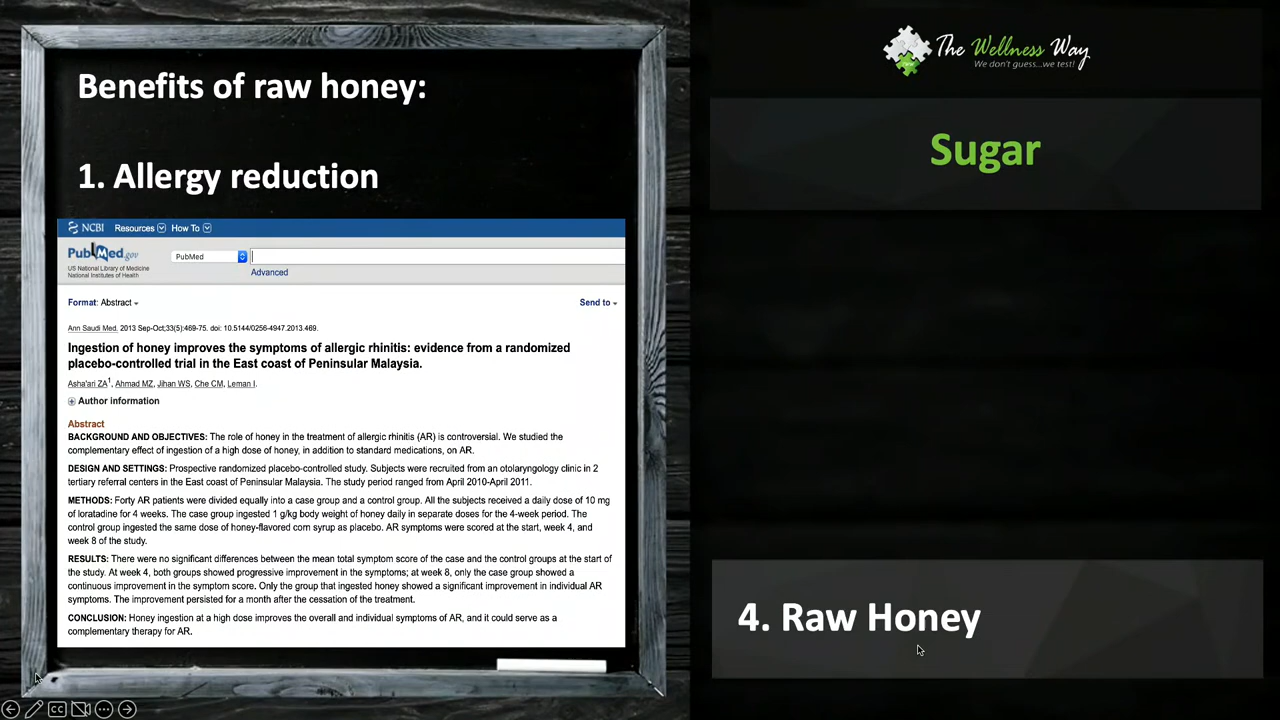 Benefits of raw honey:
1. Allergy reduction
NCBI Resources How To
PubMed.gov
US National Library of Medicine
National Institutes of Health
PubMed
Advanced
Format: Abstract
Send to
Ann Saudi Med. 2013 Sep-Oct;33(5):469-75. doi: 10.5144/0256-4947.2013.469.
Ingestion of honey improves the symptoms of allergic rhinitis: evidence from a randomized
placebo-controlled trial in the East coast of Peninsular Malaysia.
Asha'ari ZA1, Ahmad MZ, Jihan WS, Che CM, Leman I.
Author information
Abstract
BACKGROUND AND OBJECTIVES: The role of honey in the treatment of allergic rhinitis (AR) is controversial. We studied the
complementary effect of ingestion of a high dose of honey, in addition to standard medications, on AR.
DESIGN AND SETTINGS: Prospective randomized placebo-controlled study. Subjects were recruited from an otolaryngology clinic in 2
tertiary referral centers in the East coast of Peninsular Malaysia. The study period ranged from April 2010-April 2011.
METHODS: Forty AR patients were divided equally into a case group and a control group. All the subjects received a daily dose of 10 mg
of loratadine for 4 weeks. The case group ingested 1 g/kg body weight of honey daily in separate doses for the 4-week period. The
control group ingested the same dose of honey-flavored corn syrup as placebo. AR symptoms were scored at the start, week 4, and
week 8 of the study.
RESULTS: There were no significant differences between the mean total symptom score of the case and the control groups at the start of
the study. At week 4, both groups showed progressive improvement in the symptoms; at week 8, only the case group showed a
continuous improvement in the symptom score. Only the group that ingested honey showed a significant improvement in individual AR
symptoms. The improvement persisted for a month after the cessation of the treatment.
CONCLUSION: Honey ingestion at a high dose improves the overall and individual symptoms of AR, and it could serve as a
complementary therapy for AR.
CC
The Wellness Way
We don't guess...we test!
Sugar
4. Raw Honey